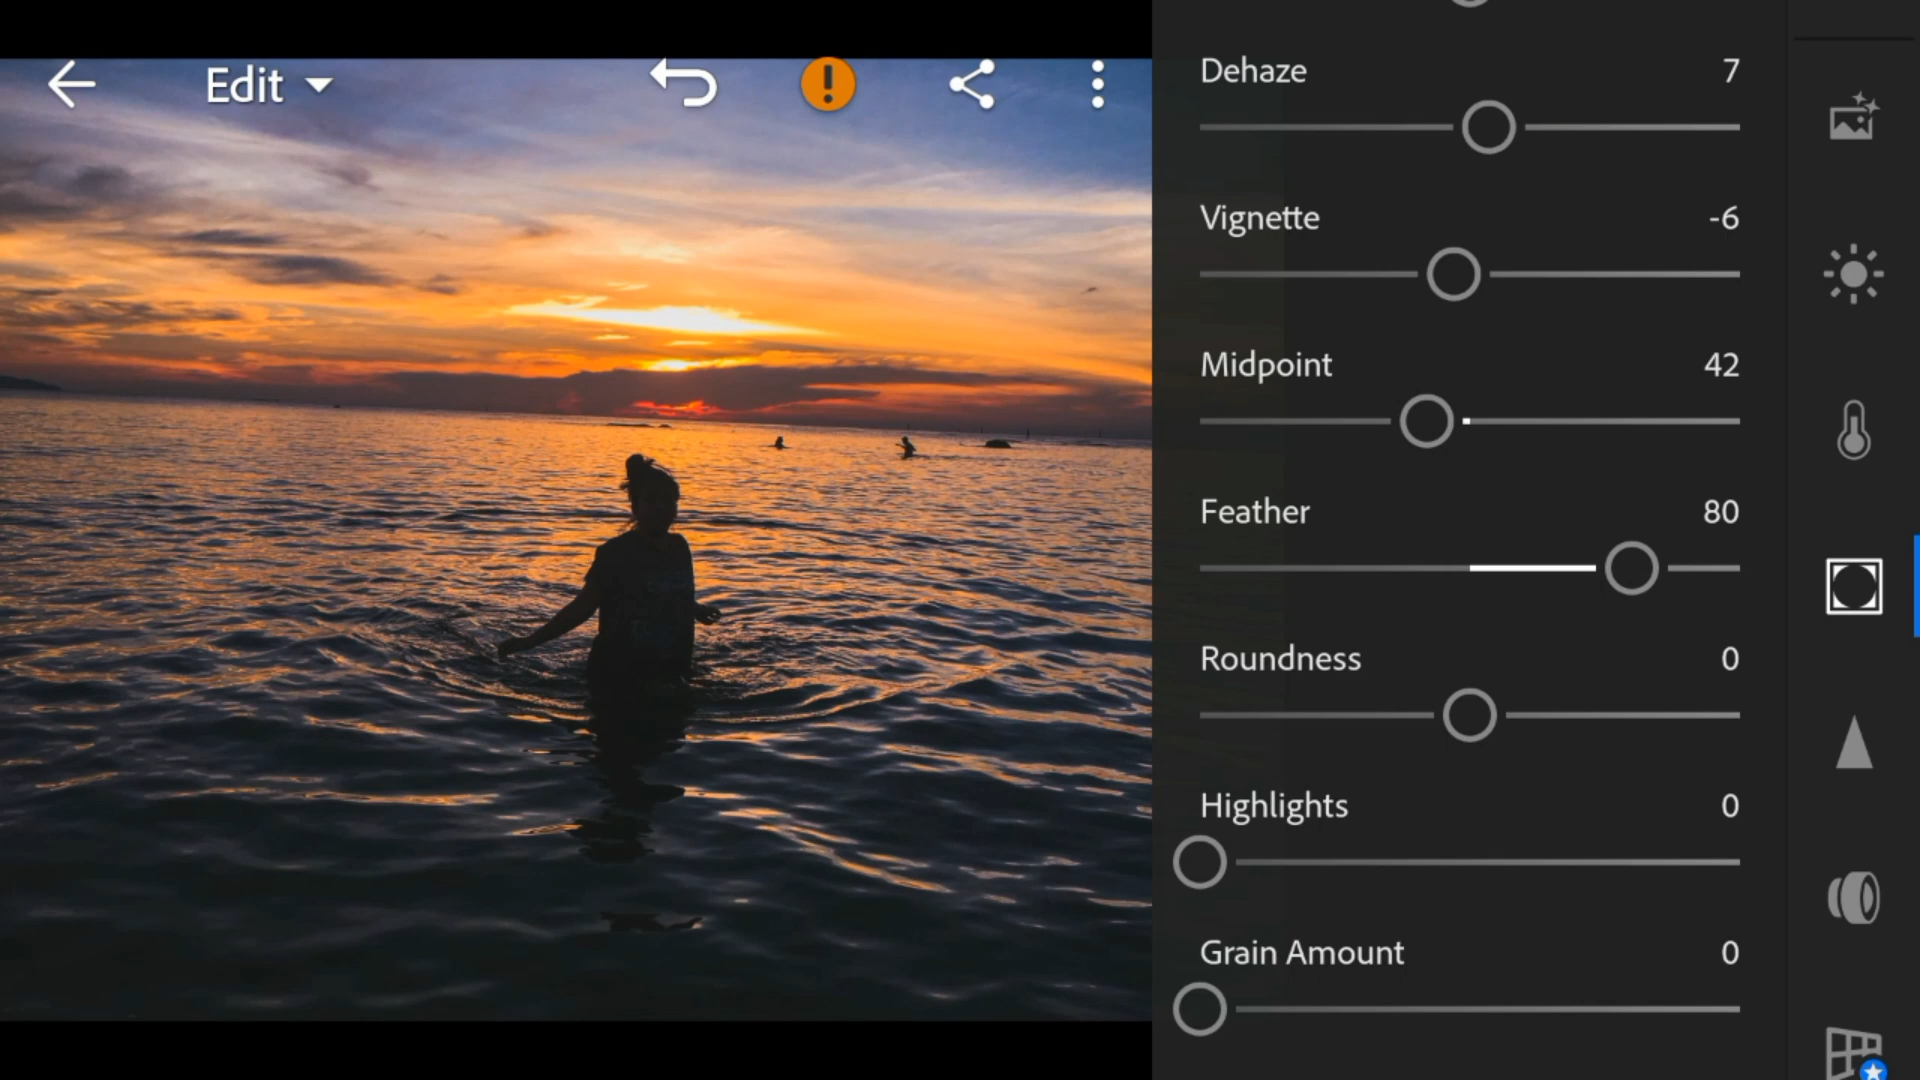 Edit
Dehaze 7
Vignette -6
Midpoint 42
Feather 80
Roundness 0
Highlights 0
Grain Amount 0